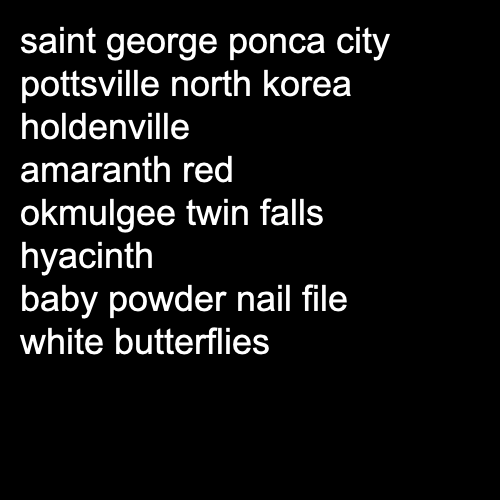 saint george ponca city
pottsville north korea
holdenville
amaranth red
okmulgee twin falls
hyacinth
baby powder nail file
white butterflies